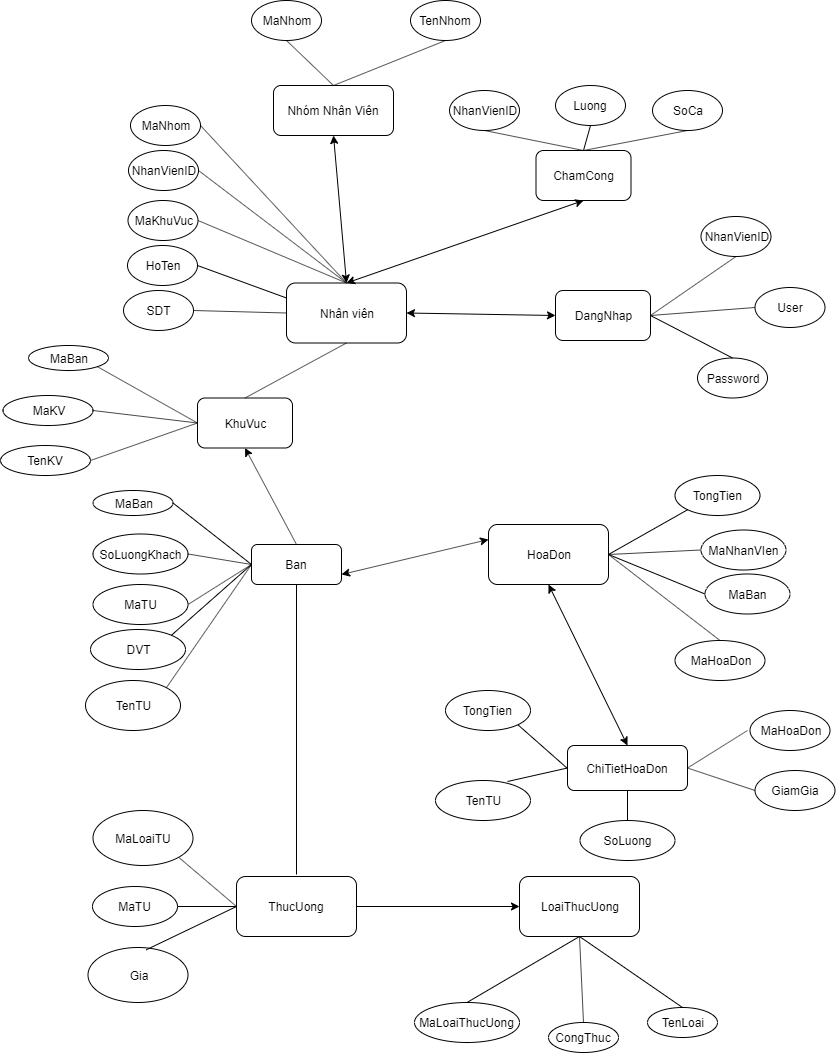 MaNhom
TenNhom
Nhóm Nhân Viên
NhanVienID
Luong
SoCa
ChamCong
MaNhom
NhanVienID
MaKhuVuc
HoTen
SDT
Nhân viên
NhanVienID
User
Password
DangNhap
MaBan
MaKV
TenKV
KhuVuc
MaBan
SoLuongKhach
MaTU
DVT
TenTU
Ban
HoaDon
TongTien
MaNhanVIen
MaBan
MaHoaDon
TongTien
TenTU
ChiTietHoaDon
SoLuong
MaHoaDon
GiamGia
MaLoaiTU
MaTU
Gia
ThucUong
LoaiThucUong
MaLoaiThucUong
CongThuc
TenLoai